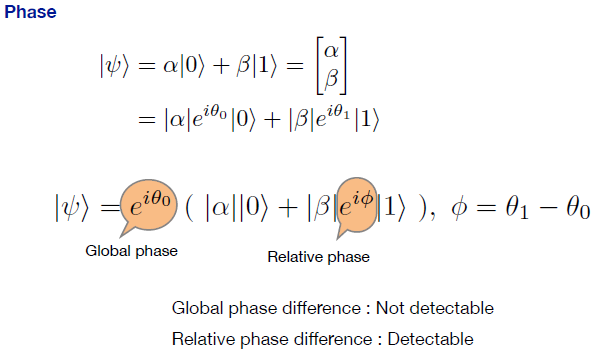 Phase
|ψ⟩ = α|0⟩ + β|1⟩ = [α β]
= |α|e^{iθ₀}|0⟩ + |β|e^{iθ₁}|1⟩
|ψ⟩ = e^{iθ₀} ( |α||0⟩ + |β|e^{iϕ}|1⟩ ), ϕ = θ₁ − θ₀
Global phase
Relative phase
Global phase difference : Not detectable
Relative phase difference : Detectable